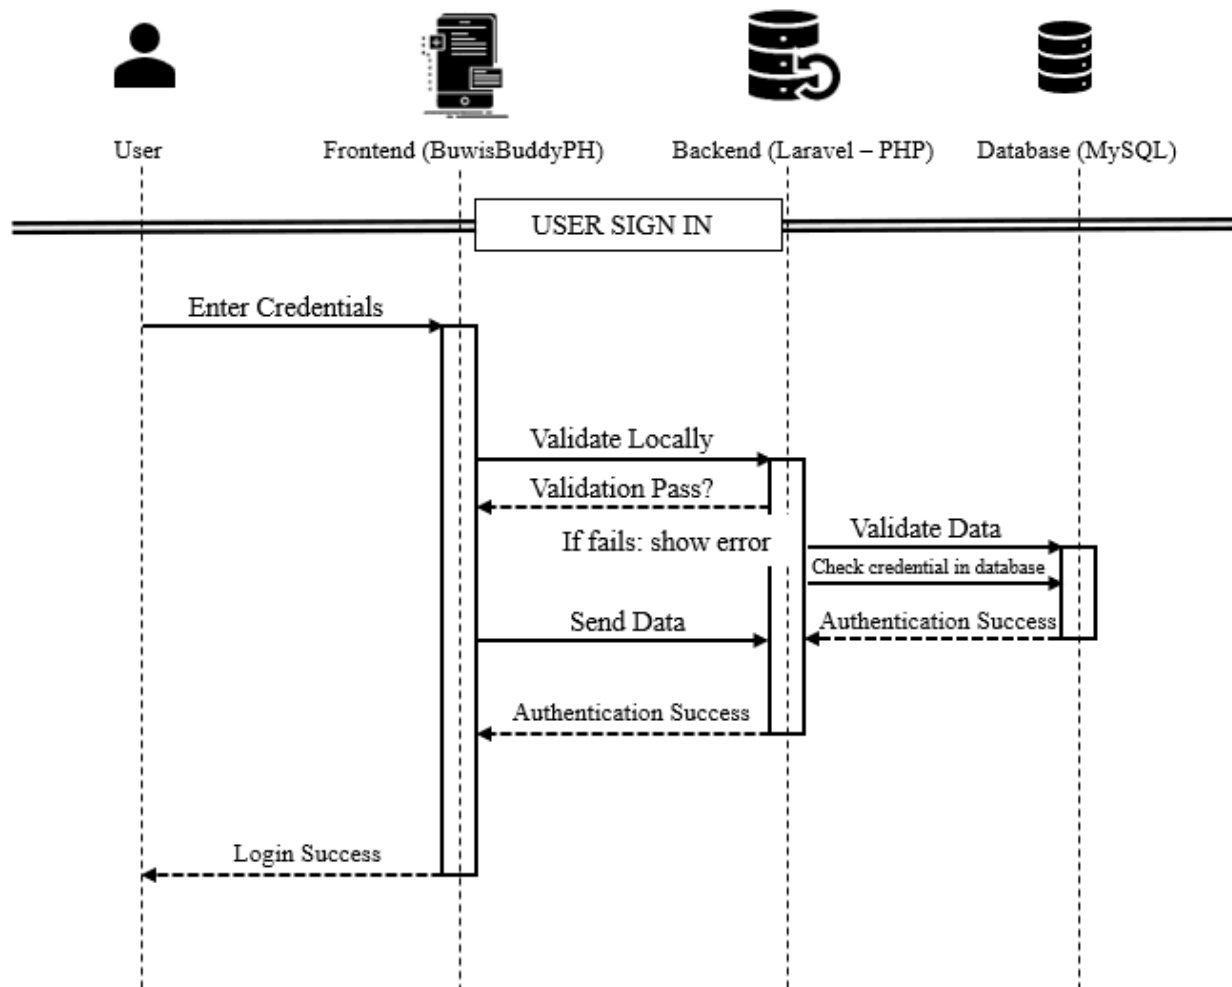 User
Frontend (BuwisBuddyPH)
Backend (Laravel – PHP)
Database (MySQL)
USER SIGN IN
Enter Credentials
Validate Locally
Validation Pass?
If fails: show error
Validate Data
Check credential in database
Send Data
Authentication Success
Authentication Success
Login Success